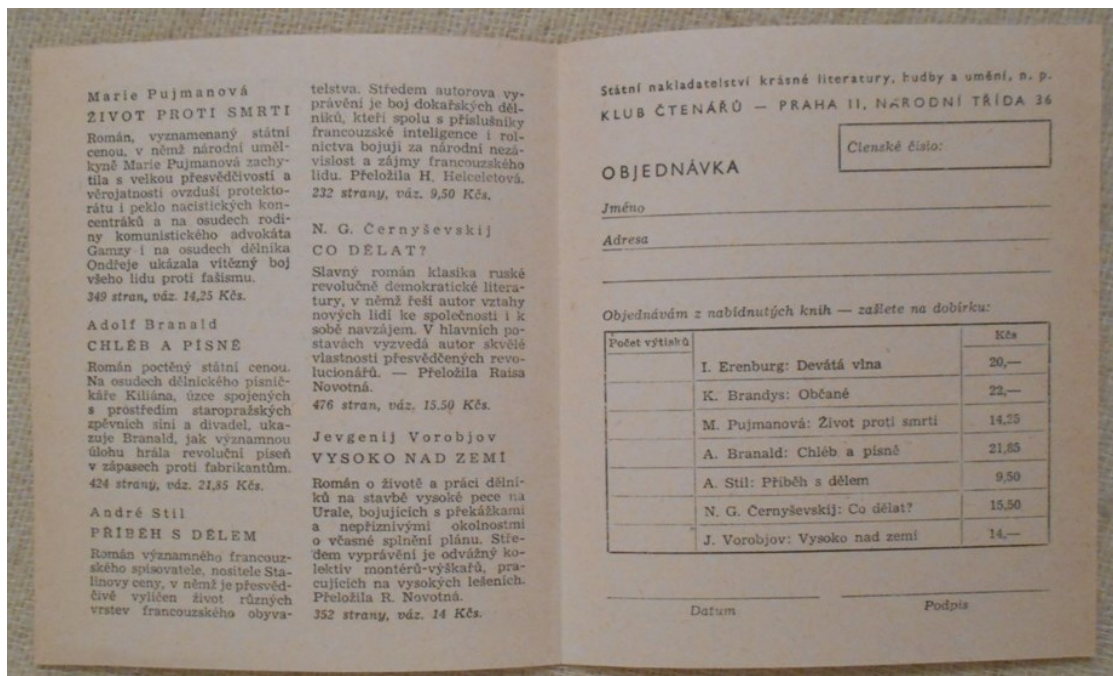 Marie Pujmanová
ŽIVOT PROTI SMRTI
Román, vyznamenaný státní
cenou, v němž národní uměl-
kyně Marie Pujmanová zachy-
tila s velkou přesvědčivostí a
věrojatností ovzduší protekto-
rátu i peklo nacistických kon-
centráků a na osudech rodi-
ny komunistického advokáta
Gamzy i na osudech dělníka
Ondřeje ukázala vítězný boj
všeho lidu proti fašismu.
349 stran, váz. 14,25 Kčs.
Adolf Branald
CHLÉB A PÍSNĚ
Román poctěný státní cenou.
Na osudech dělnického písnič-
káře Kiliána, úzce spojených
s prostředím staropražských
zpěvních síní a divadel, uka-
zuje Branald, jak významnou
úlohu hrála revoluční píseň
v zápasech proti fabrikantům.
424 strany, váz. 21,85 Kčs.
André Stil
PŘÍBĚH S DĚLEM
Román významného francouz-
ského spisovatele, nositele Sta-
linovy ceny, v němž je přesvěd-
čivě vylíčen život různých
vrstev francouzského obyva-
telstva. Středem autorova vy-
právění je boj dokařských děl-
níků, kteří spolu s příslušníky
francouzské inteligence i rol-
nictva bojují za národní nezá-
vislost a zájmy francouzského
lidu. Přeložila H. Helceletová.
232 strany, váz. 9,50 Kčs.
N. G. Černyševskij
CO DĚLAT?
Slavný román klasika ruské
revolučně demokratické litera-
tury, v němž řeší autor vztahy
nových lidí ke společnosti i k
sobě navzájem. V hlavních po-
stavách vyzvedá autor skvělé
vlastnosti přesvědčených revo-
lucionářů. — Přeložila Raisa
Novotná.
476 stran, váz. 15.50 Kčs.
Jevgenij Vorobjov
VYSOKO NAD ZEMÍ
Román o životě a práci dělní-
ků na stavbě vysoké pece na
Urale, bojujících s překážkami
a nepříznivými okolnostmi
o včasné splnění plánu. Stře-
dem vyprávění je odvážný ko-
lektiv montérů-výškařů, pra-
cujících na vysokých lešeních.
Přeložila R. Novotná.
352 strany, váz. 14 Kčs.
Státní nakladatelství krásné literatury, hudby a umění, n. p.
KLUB ČTENÁŘŮ — PRAHA II, NÁRODNÍ TŘÍDA 36
Členské číslo:
OBJEDNÁVKA
Jméno
Adresa
Objednávám z nabídnutých knih — zašlete na dobírku:
Počet výtisků Kčs
I. Erenburg: Devátá vlna 20,—
K. Brandys: Občané 22,—
M. Pujmanová: Život proti smrti 14,25
A. Branald: Chléb a písně 21,85
A. Stil: Příběh s dělem 9,50
N. G. Černyševskij: Co dělat? 15,50
J. Vorobjov: Vysoko nad zemí 14,—
Datum Podpis